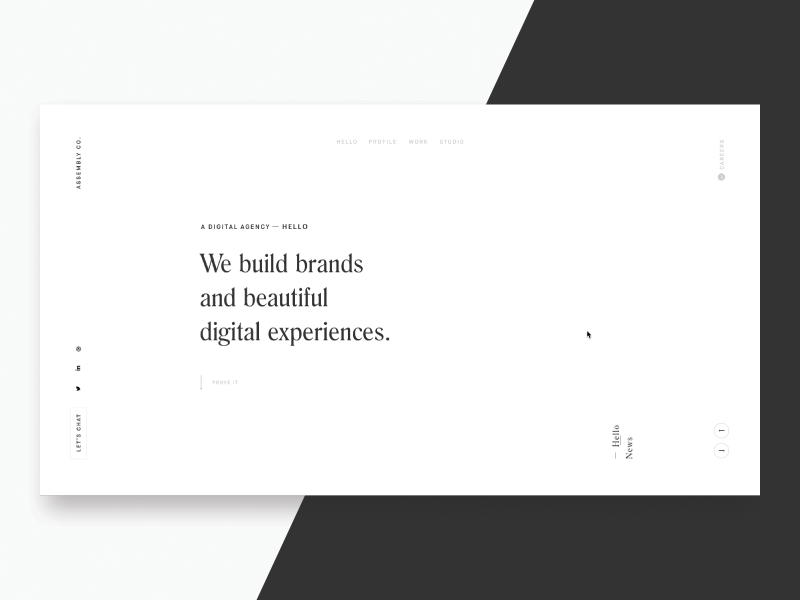 ASSEMBLY CO.
HELLO PROFILE WORK STUDIO
CAREERS
A DIGITAL AGENCY — HELLO
We build brands
and beautiful
digital experiences.
PROVE IT
in
LET'S CHAT
— Hello
News